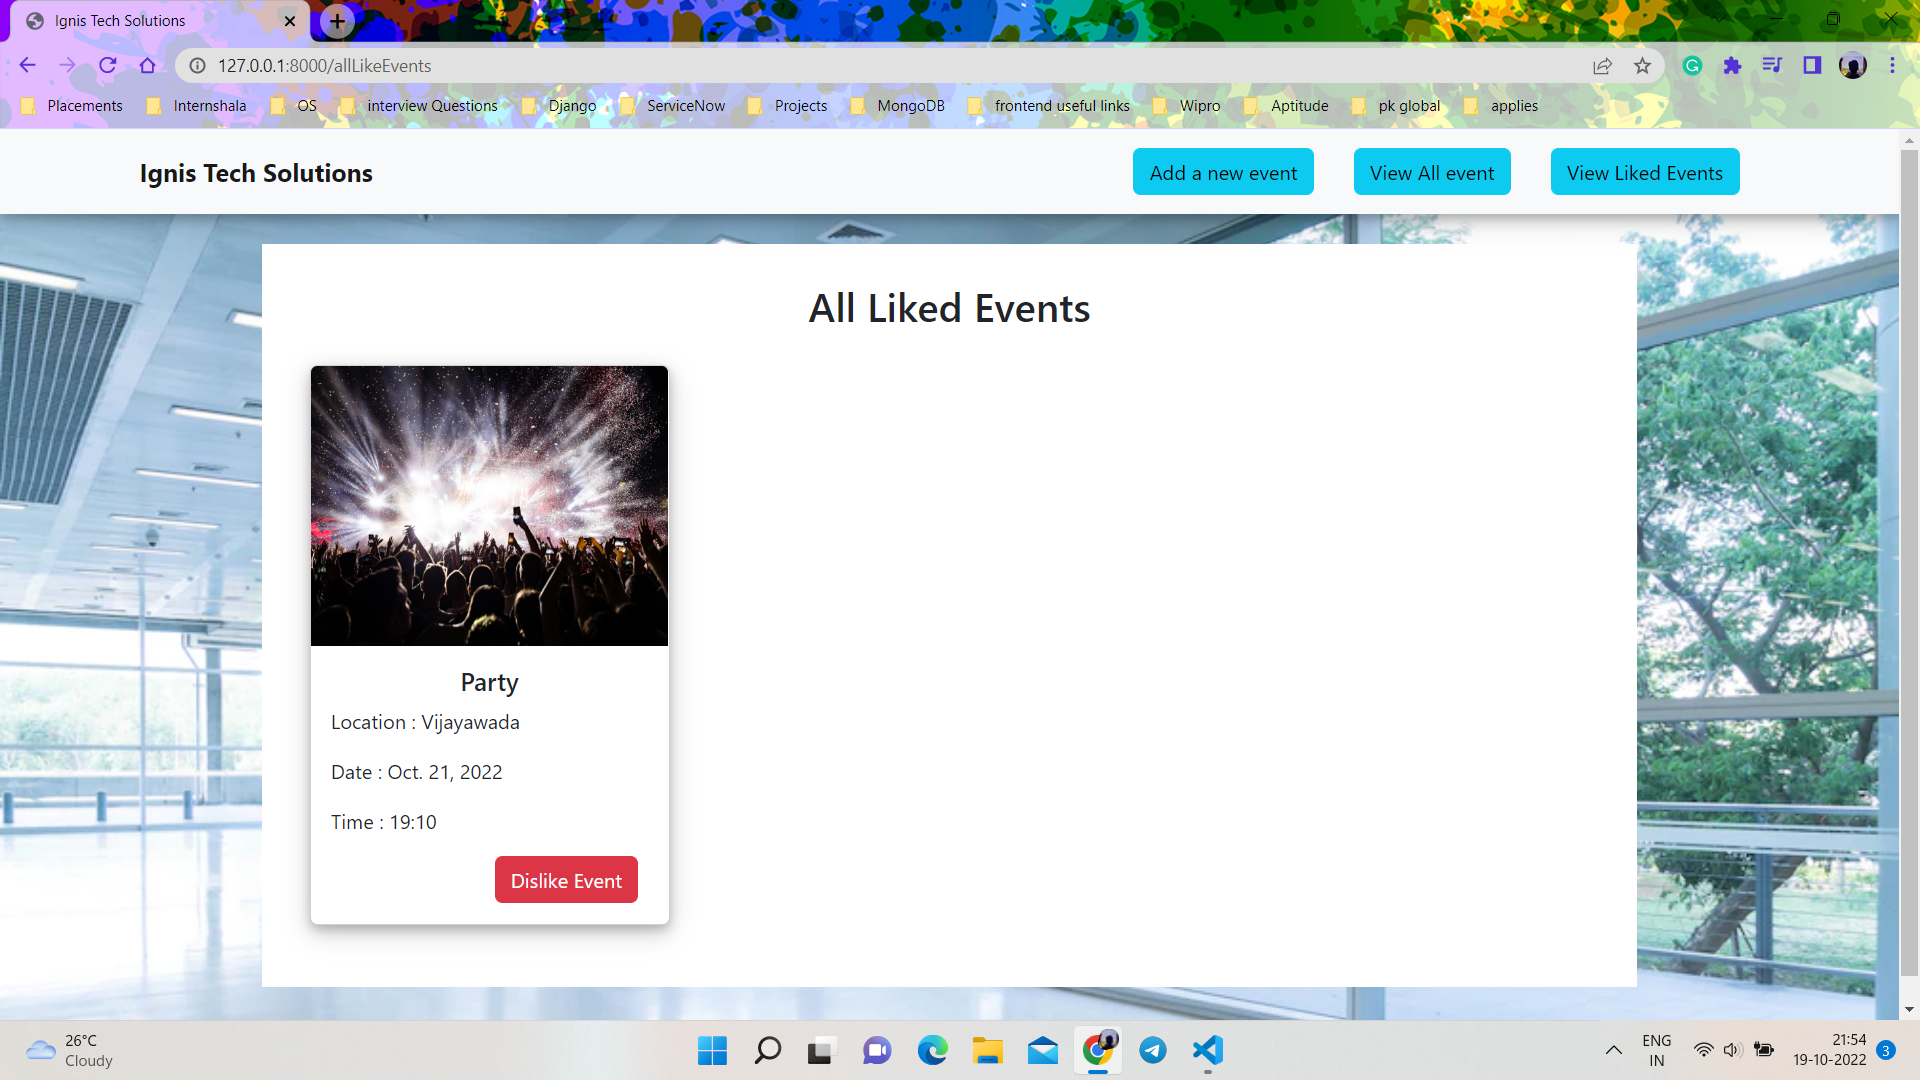 Ignis Tech Solutions
127.0.0.1:8000/allLikeEvents
Placements Internshala OS interview Questions Django ServiceNow Projects MongoDB frontend useful links Wipro Aptitude pk global applies
Ignis Tech Solutions
Add a new event View All event View Liked Events
All Liked Events
Party
Location : Vijayawada
Date : Oct. 21, 2022
Time : 19:10
Dislike Event
26°C
Cloudy
ENG
IN
21:54
19-10-2022
3